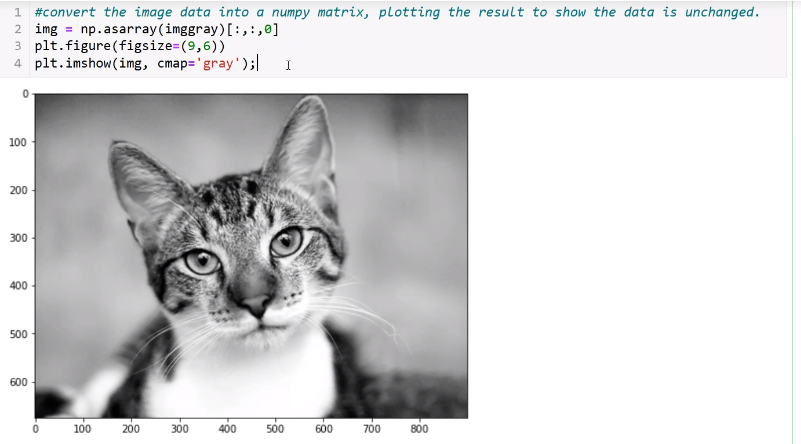 1 #convert the image data into a numpy matrix, plotting the result to show the data is unchanged.
2 img = np.asarray(imggray)[:,:,0]
3 plt.figure(figsize=(9,6))
4 plt.imshow(img, cmap='gray');
0
100
200
300
400
500
600
0 100 200 300 400 500 600 700 800